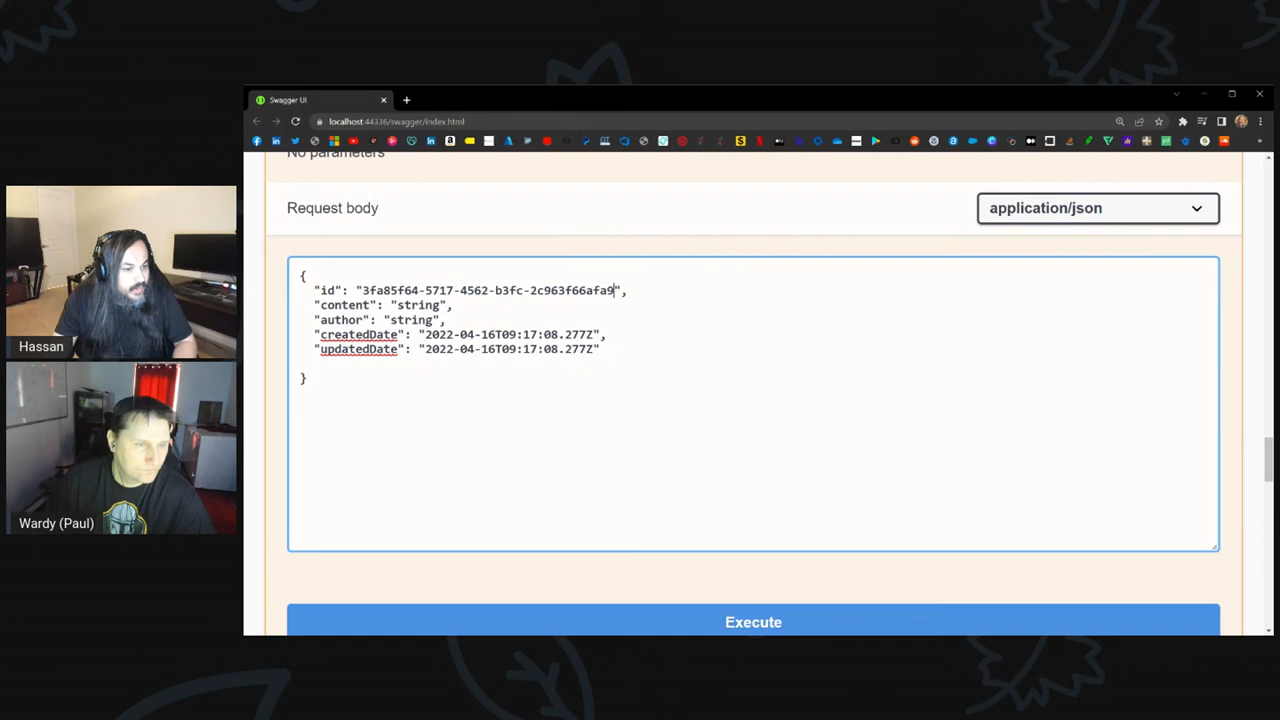 Swagger UI
localhost:44336/swagger/index.html
No parameters
Request body
application/json
{
"id": "3fa85f64-5717-4562-b3fc-2c963f66afa9",
"content": "string",
"author": "string",
"createdDate": "2022-04-16T09:17:08.277Z",
"updatedDate": "2022-04-16T09:17:08.277Z"
}
Execute
Hassan
Wardy (Paul)